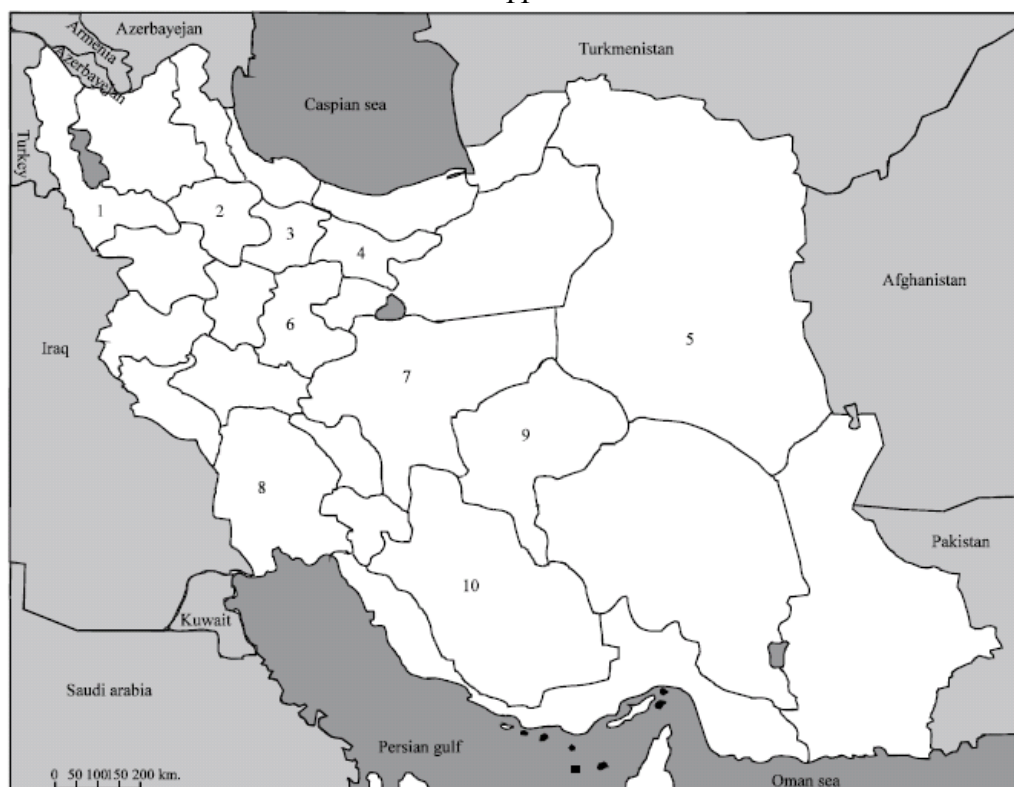 Azerbayejan
Armenia
Azerbayejan
Turkmenistan
Caspian sea
Turkey
1
2
3
4
Afghanistan
5
6
Iraq
7
9
8
Pakistan
10
Kuwait
Saudi arabia
Persian gulf
0 50 100 150 200 km.
Oman sea